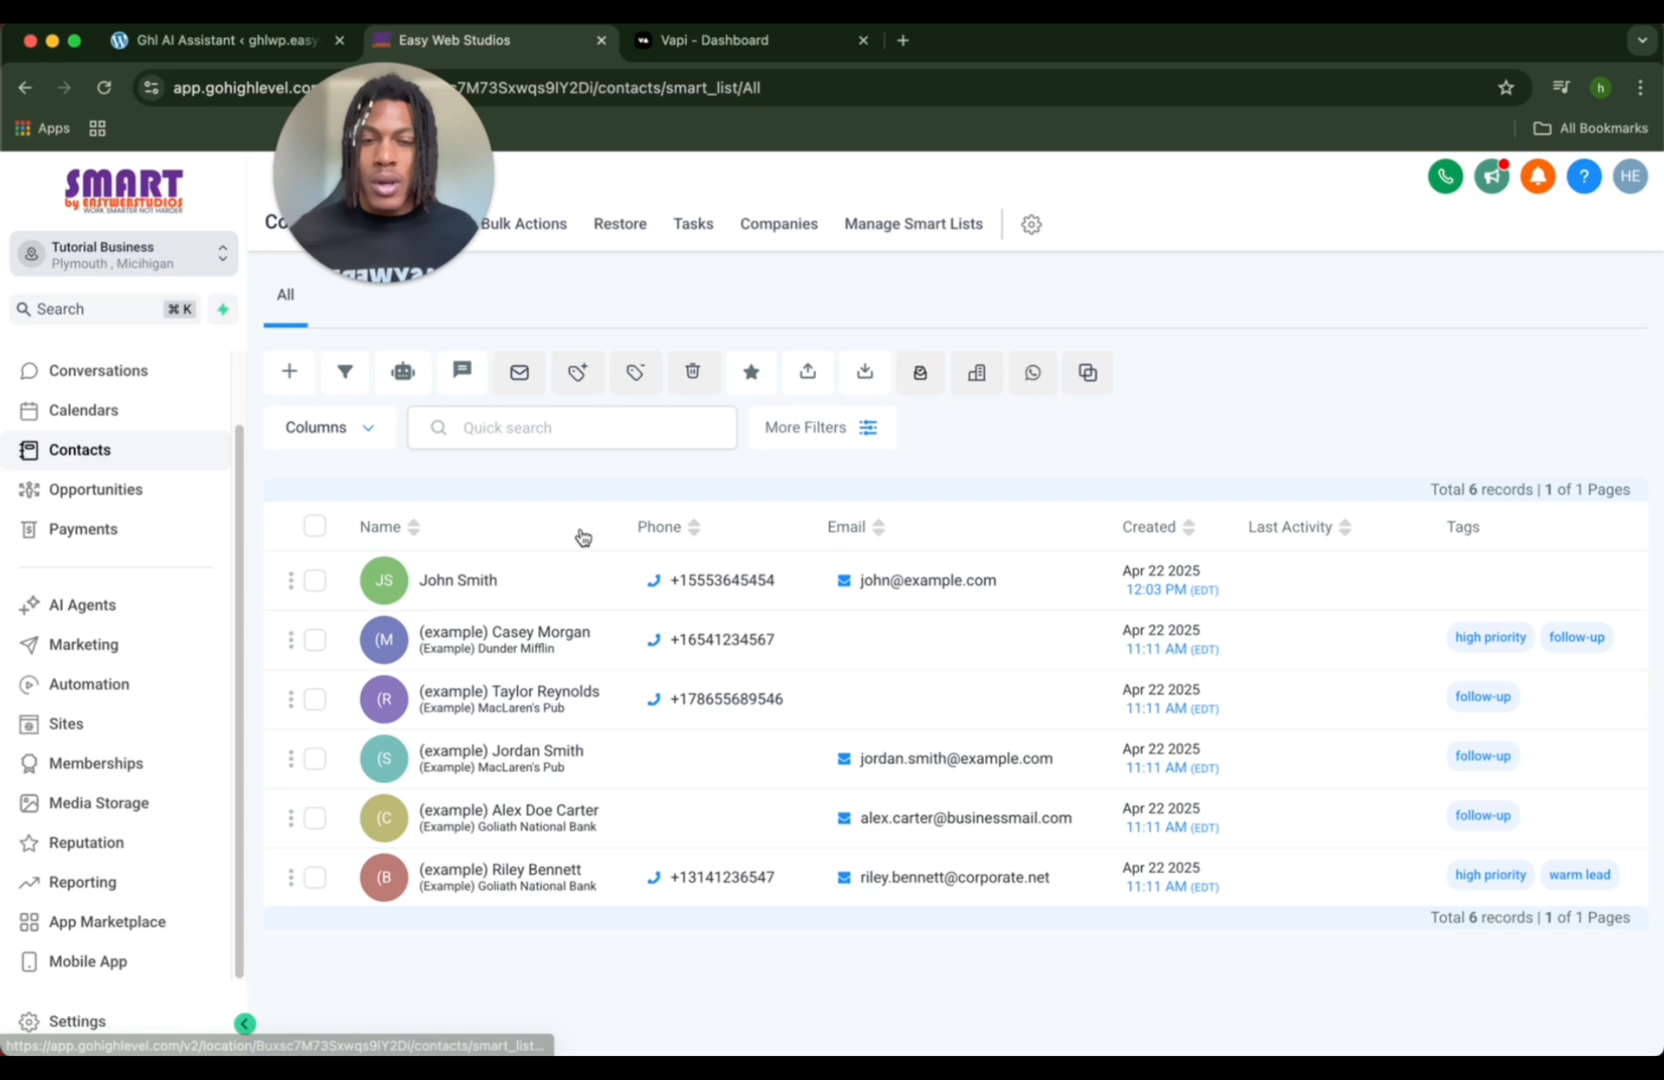 Ghl AI Assistant ‹ ghlwp.easy
Easy Web Studios
Vapi - Dashboard
app.gohighlevel.co
c7M73Sxwqs9lY2Di/contacts/smart_list/All
h
Apps
All Bookmarks
SMART
by EASYWEBSTUDIOS
WORK SMARTER NOT HARDER
HE
Co
Bulk Actions
Restore
Tasks
Companies
Manage Smart Lists
Tutorial Business
Plymouth , Micihigan
Search
⌘ K
All
Conversations
Calendars
Contacts
Opportunities
Payments
AI Agents
Marketing
Automation
Sites
Memberships
Media Storage
Reputation
Reporting
App Marketplace
Mobile App
Settings
Columns
Quick search
More Filters
Total 6 records | 1 of 1 Pages
Name Phone Email Created Last Activity Tags
JS John Smith +15553645454 john@example.com Apr 22 2025
12:03 PM (EDT)
(M (example) Casey Morgan +16541234567 Apr 22 2025 high priority follow-up
(Example) Dunder Mifflin 11:11 AM (EDT)
(R (example) Taylor Reynolds +178655689546 Apr 22 2025 follow-up
(Example) MacLaren's Pub 11:11 AM (EDT)
(S (example) Jordan Smith jordan.smith@example.com Apr 22 2025 follow-up
(Example) MacLaren's Pub 11:11 AM (EDT)
(C (example) Alex Doe Carter alex.carter@businessmail.com Apr 22 2025 follow-up
(Example) Goliath National Bank 11:11 AM (EDT)
(B (example) Riley Bennett +13141236547 riley.bennett@corporate.net Apr 22 2025 high priority warm lead
(Example) Goliath National Bank 11:11 AM (EDT)
Total 6 records | 1 of 1 Pages
https://app.gohighlevel.com/v2/location/Buxsc7M73Sxwqs9lY2Di/contacts/smart_list...